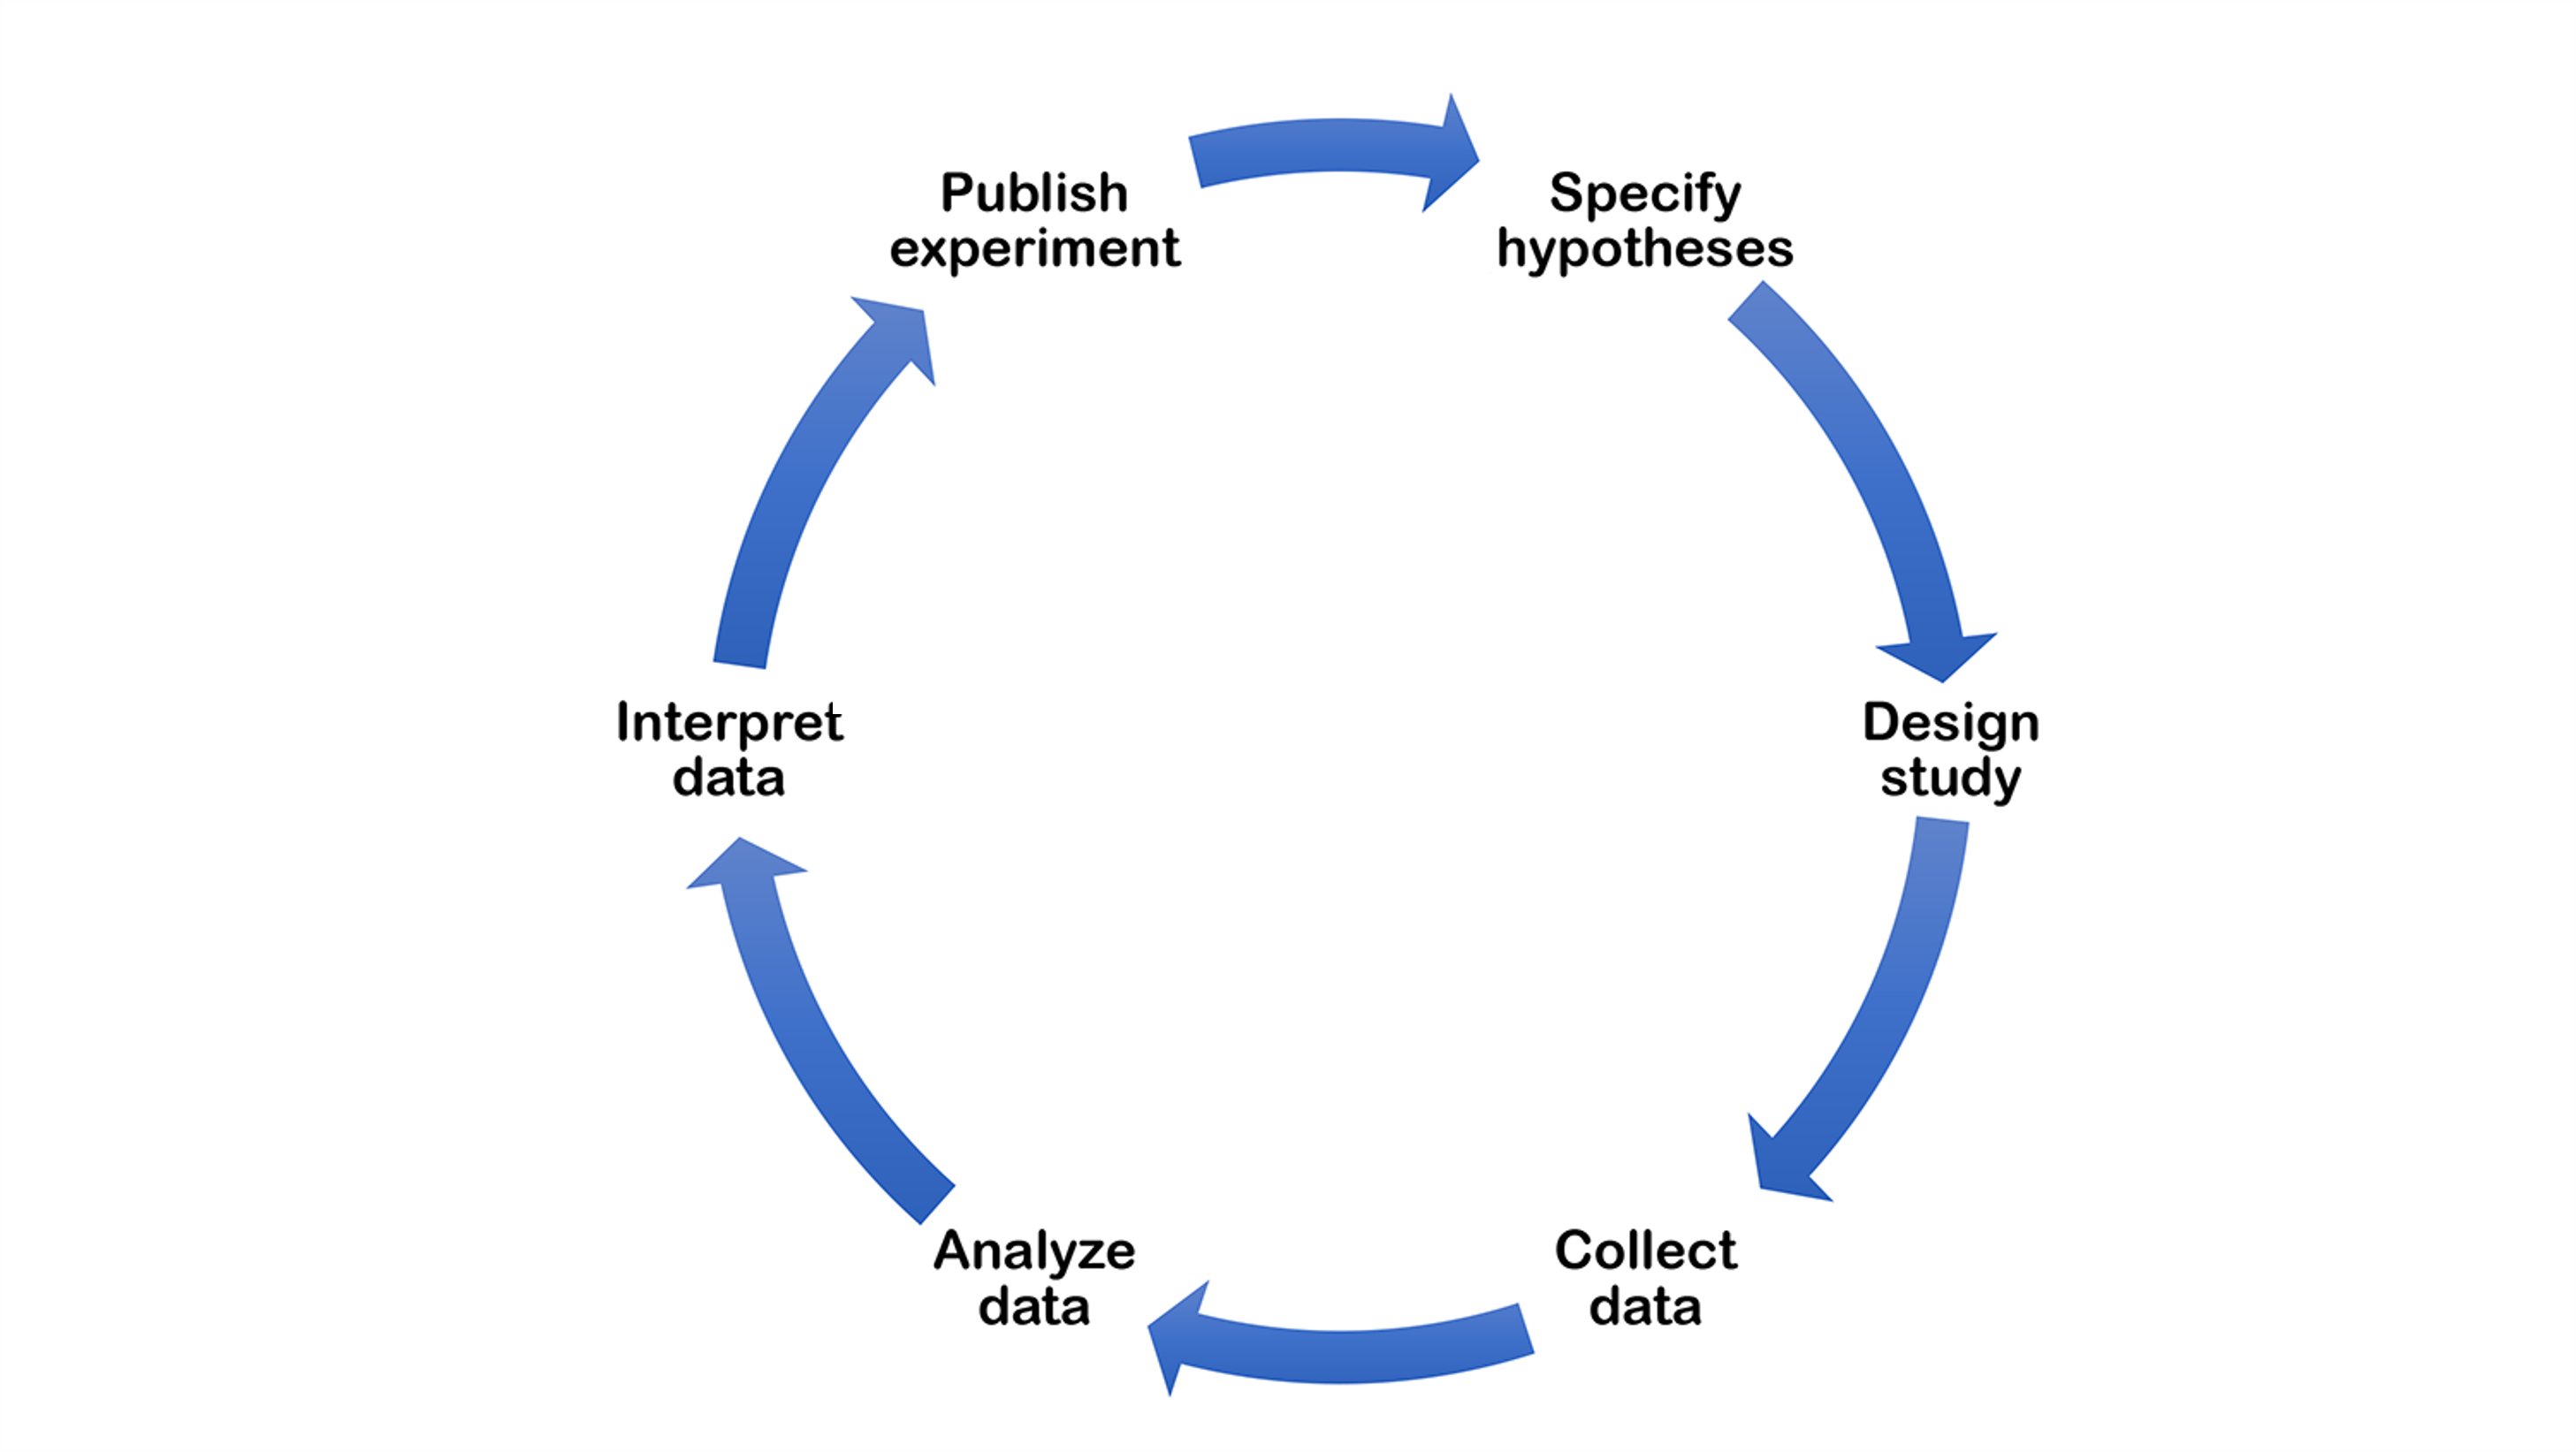 Publish
experiment
Specify
hypotheses
Interpret
data
Design
study
Analyze
data
Collect
data